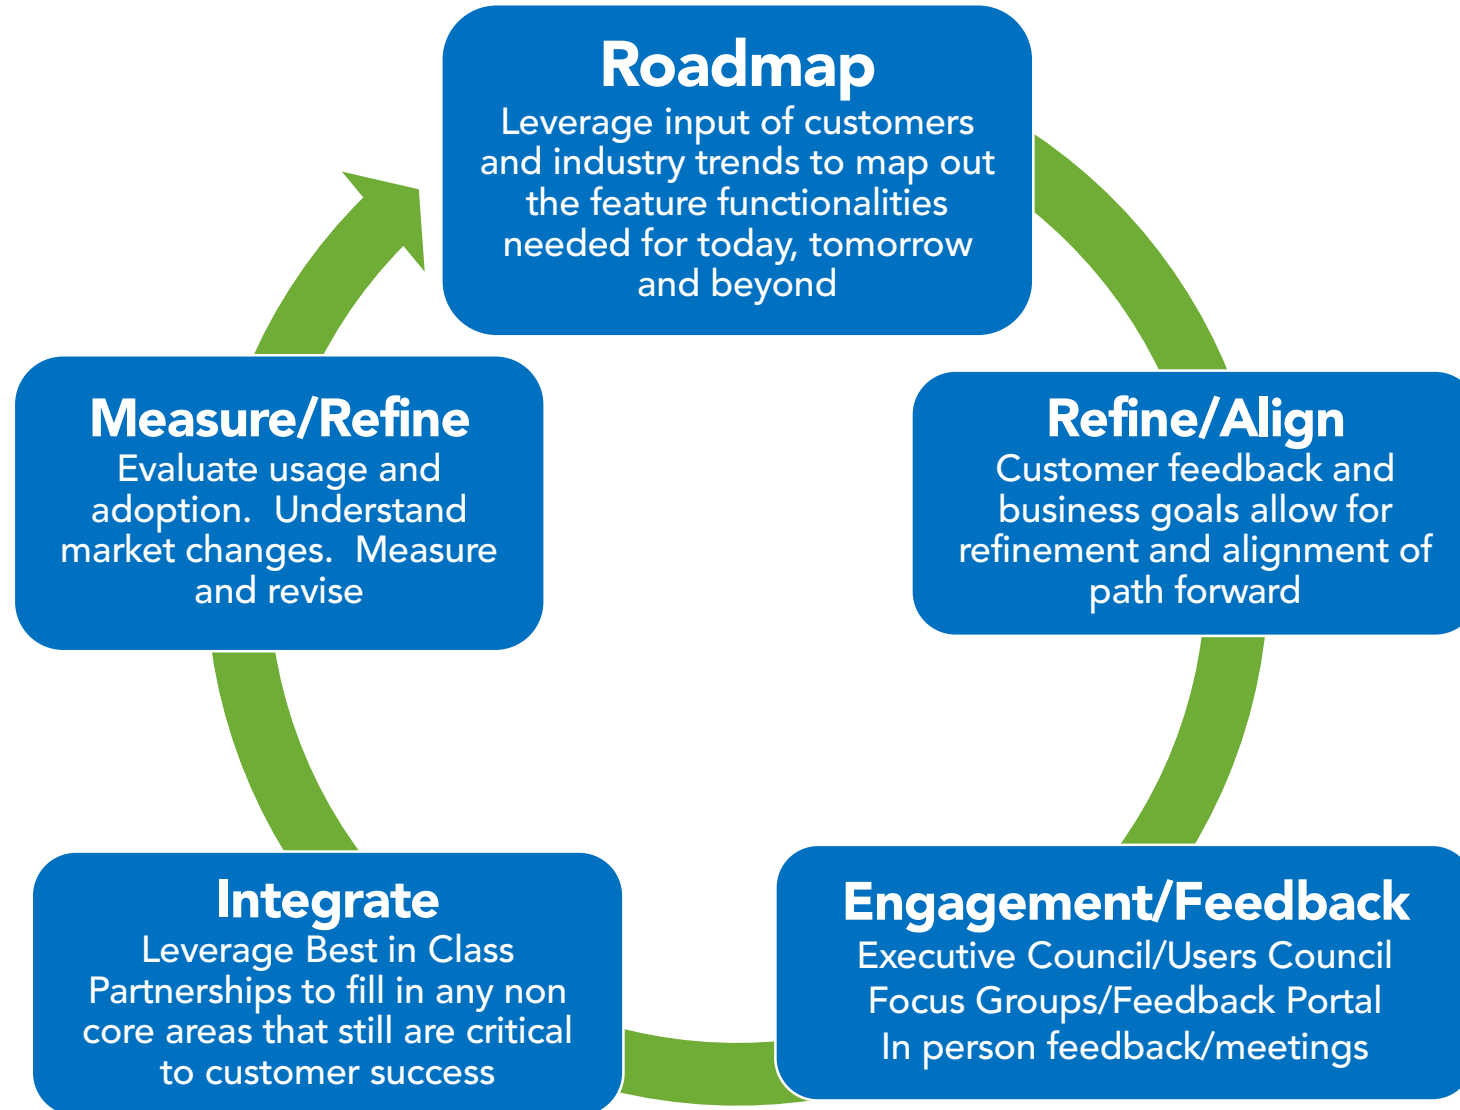 Roadmap
Leverage input of customers
and industry trends to map out
the feature functionalities
needed for today, tomorrow
and beyond
Refine/Align
Customer feedback and
business goals allow for
refinement and alignment of
path forward
Engagement/Feedback
Executive Council/Users Council
Focus Groups/Feedback Portal
In person feedback/meetings
Integrate
Leverage Best in Class
Partnerships to fill in any non
core areas that still are critical
to customer success
Measure/Refine
Evaluate usage and
adoption.  Understand
market changes.  Measure
and revise